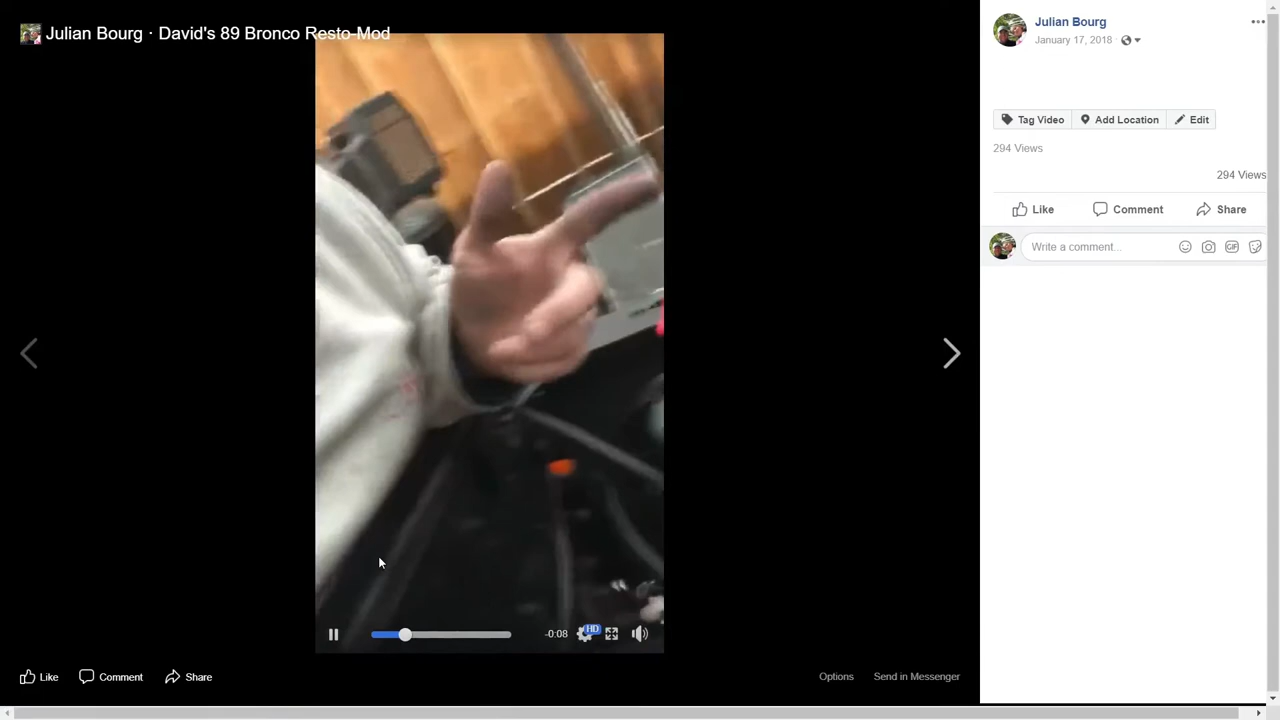 Julian Bourg · David's 89 Bronco Resto-Mod
Julian Bourg
January 17, 2018 ·
Tag Video
Add Location
Edit
294 Views
294 Views
Like
Comment
Share
Write a comment...
GIF
-0:08
HD
Like
Comment
Share
Options
Send in Messenger